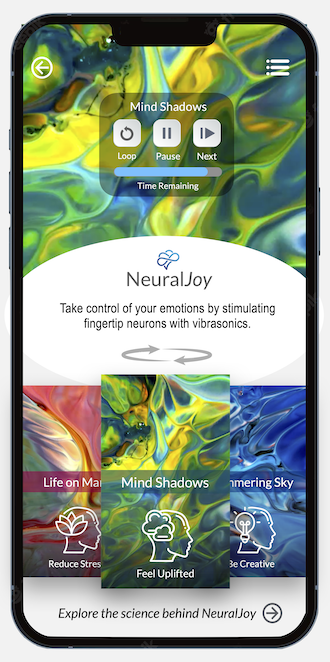 Mind Shadows
Loop Pause Next
Time Remaining
NeuralJoy
Take control of your emotions by stimulating
fingertip neurons with vibrasonics.
Life on Mar
Mind Shadows
mmering Sky
Reduce Stres
Feel Uplifted
Be Creative
Explore the science behind NeuralJoy